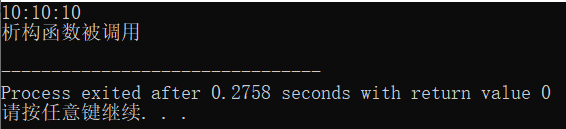 10:10:10
析构函数被调用
--------------------------------
Process exited after 0.2758 seconds with return value 0
请按任意键继续. . .